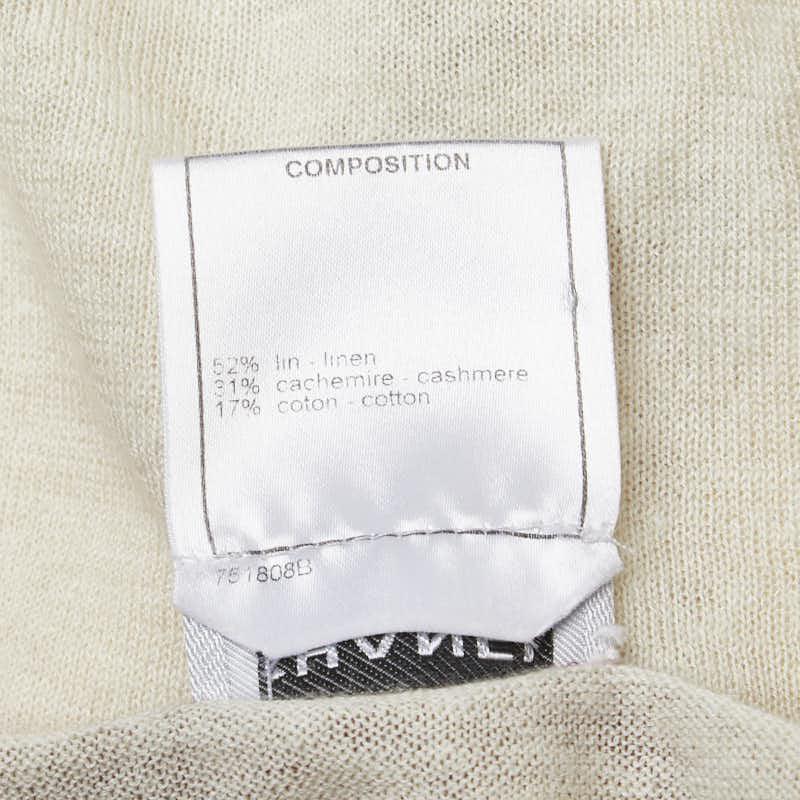 COMPOSITION
52% lin - linen
31% cachemire - cashmere
17% coton - cotton
751808B